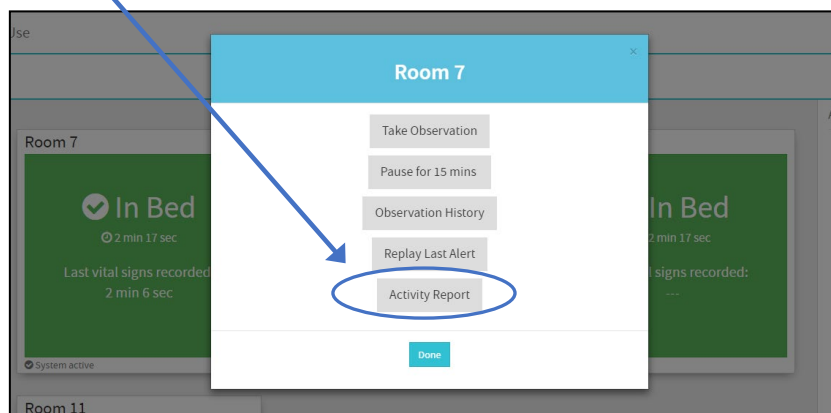 Use
×
Room 7
Take Observation
Pause for 15 mins
Observation History
Replay Last Alert
Activity Report
Done
Room 7
In Bed
2 min 17 sec
Last vital signs recorded
2 min 6 sec
System active
In Bed
2 min 17 sec
signs recorded:
---
Room 11